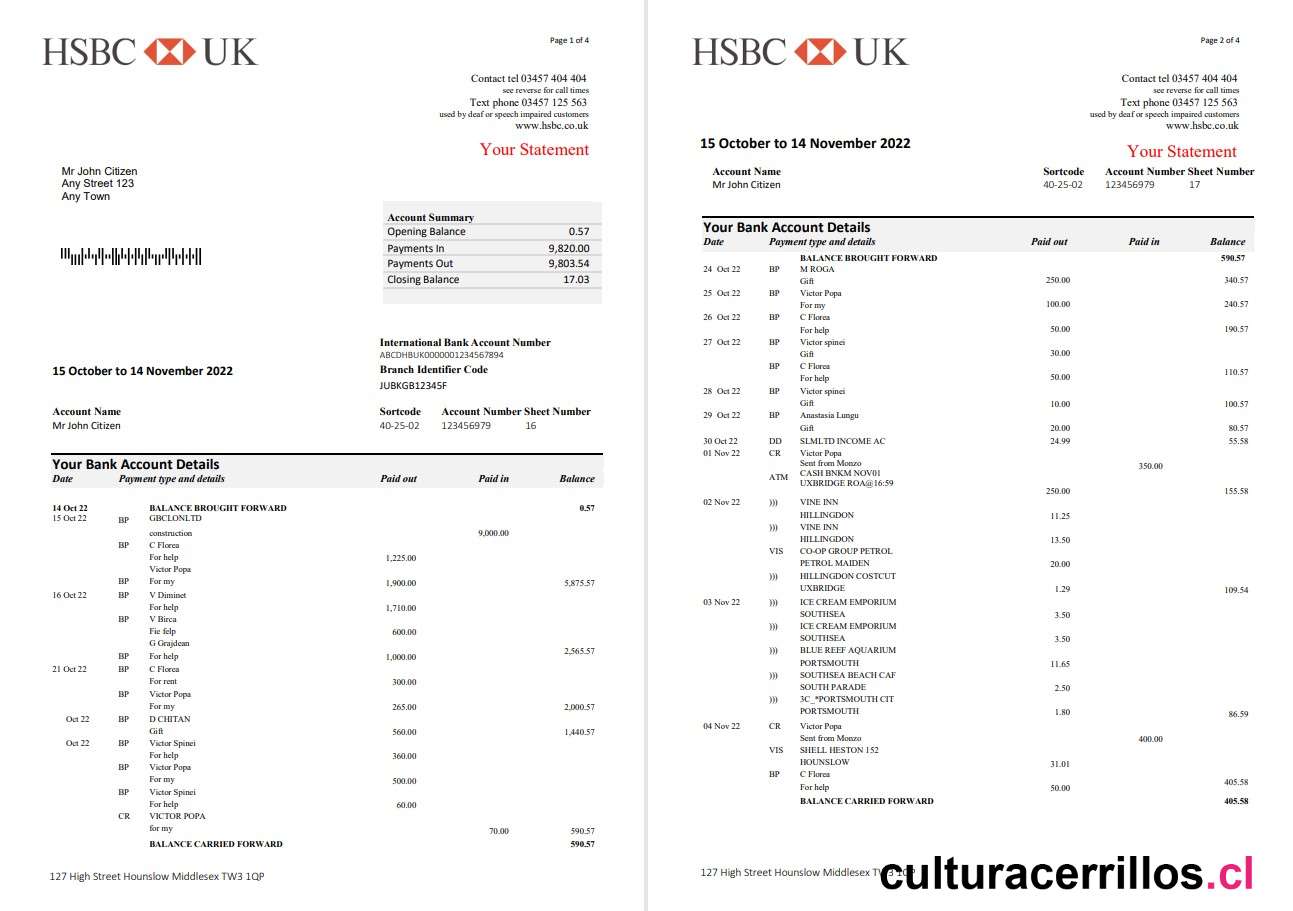 HSBC UK
Page 1 of 4
Contact tel 03457 404 404
see reverse for call times
Text phone 03457 125 563
used by deaf or speech impaired customers
www.hsbc.co.uk
Your Statement
Mr John Citizen
Any Street 123
Any Town
Account Summary
Opening Balance 0.57
Payments In 9,820.00
Payments Out 9,803.54
Closing Balance 17.03
International Bank Account Number
ABCDHBUK0000001234567894
15 October to 14 November 2022
Branch Identifier Code
JUBKGB12345F
Account Name Sortcode Account Number Sheet Number
Mr John Citizen 40-25-02 123456979 16
Your Bank Account Details
Date Payment type and details Paid out Paid in Balance
14 Oct 22 BALANCE BROUGHT FORWARD 0.57
15 Oct 22 BP GBCLONLTD
construction 9,000.00
BP C Florea
For help 1,225.00
Victor Popa
BP For my 1,900.00 5,875.57
16 Oct 22 BP V Diminet
For help 1,710.00
BP V Birca
Fie felp 600.00
G Grajdean
BP For help 1,000.00 2,565.57
21 Oct 22 BP C Florea
For rent 300.00
BP Victor Popa
For my 265.00 2,000.57
Oct 22 BP D CHITAN
Gift 560.00 1,440.57
Oct 22 BP Victor Spinei
For help 360.00
BP Victor Popa
For my 500.00
BP Victor Spinei
For help 60.00
CR VICTOR POPA
for my 70.00 590.57
BALANCE CARRIED FORWARD 590.57
127 High Street Hounslow Middlesex TW3 1QP
HSBC UK
Page 2 of 4
Contact tel 03457 404 404
see reverse for call times
Text phone 03457 125 563
used by deaf or speech impaired customers
www.hsbc.co.uk
15 October to 14 November 2022
Your Statement
Account Name Sortcode Account Number Sheet Number
Mr John Citizen 40-25-02 123456979 17
Your Bank Account Details
Date Payment type and details Paid out Paid in Balance
BALANCE BROUGHT FORWARD 590.57
24 Oct 22 BP M ROGA
Gift 250.00 340.57
25 Oct 22 BP Victor Popa
For my 100.00 240.57
26 Oct 22 BP C Florea
For help 50.00 190.57
27 Oct 22 BP Victor spinei
Gift 30.00
BP C Florea 110.57
For help 50.00
28 Oct 22 BP Victor spinei
Gift 10.00 100.57
29 Oct 22 BP Anastasia Lungu
Gift 20.00 80.57
30 Oct 22 DD SLMLTD INCOME AC 24.99 55.58
01 Nov 22 CR Victor Popa
Sent from Monzo 350.00
ATM CASH BNKM NOV01
UXBRIDGE ROA@16:59
250.00 155.58
02 Nov 22 ))) VINE INN
HILLINGDON 11.25
))) VINE INN
HILLINGDON 13.50
VIS CO-OP GROUP PETROL
PETROL MAIDEN 20.00
))) HILLINGDON COSTCUT
UXBRIDGE 1.29 109.54
03 Nov 22 ))) ICE CREAM EMPORIUM
SOUTHSEA 3.50
))) ICE CREAM EMPORIUM
SOUTHSEA 3.50
))) BLUE REEF AQUARIUM
PORTSMOUTH 11.65
))) SOUTHSEA BEACH CAF
SOUTH PARADE 2.50
))) 3C_*PORTSMOUTH CIT
PORTSMOUTH 1.80 86.59
04 Nov 22 CR Victor Popa
Sent from Monzo 400.00
VIS SHELL HESTON 152
HOUNSLOW 31.01
BP C Florea 405.58
For help 50.00
BALANCE CARRIED FORWARD 405.58
127 High Street Hounslow Middlesex TW3 1QP
culturacerrillos.cl